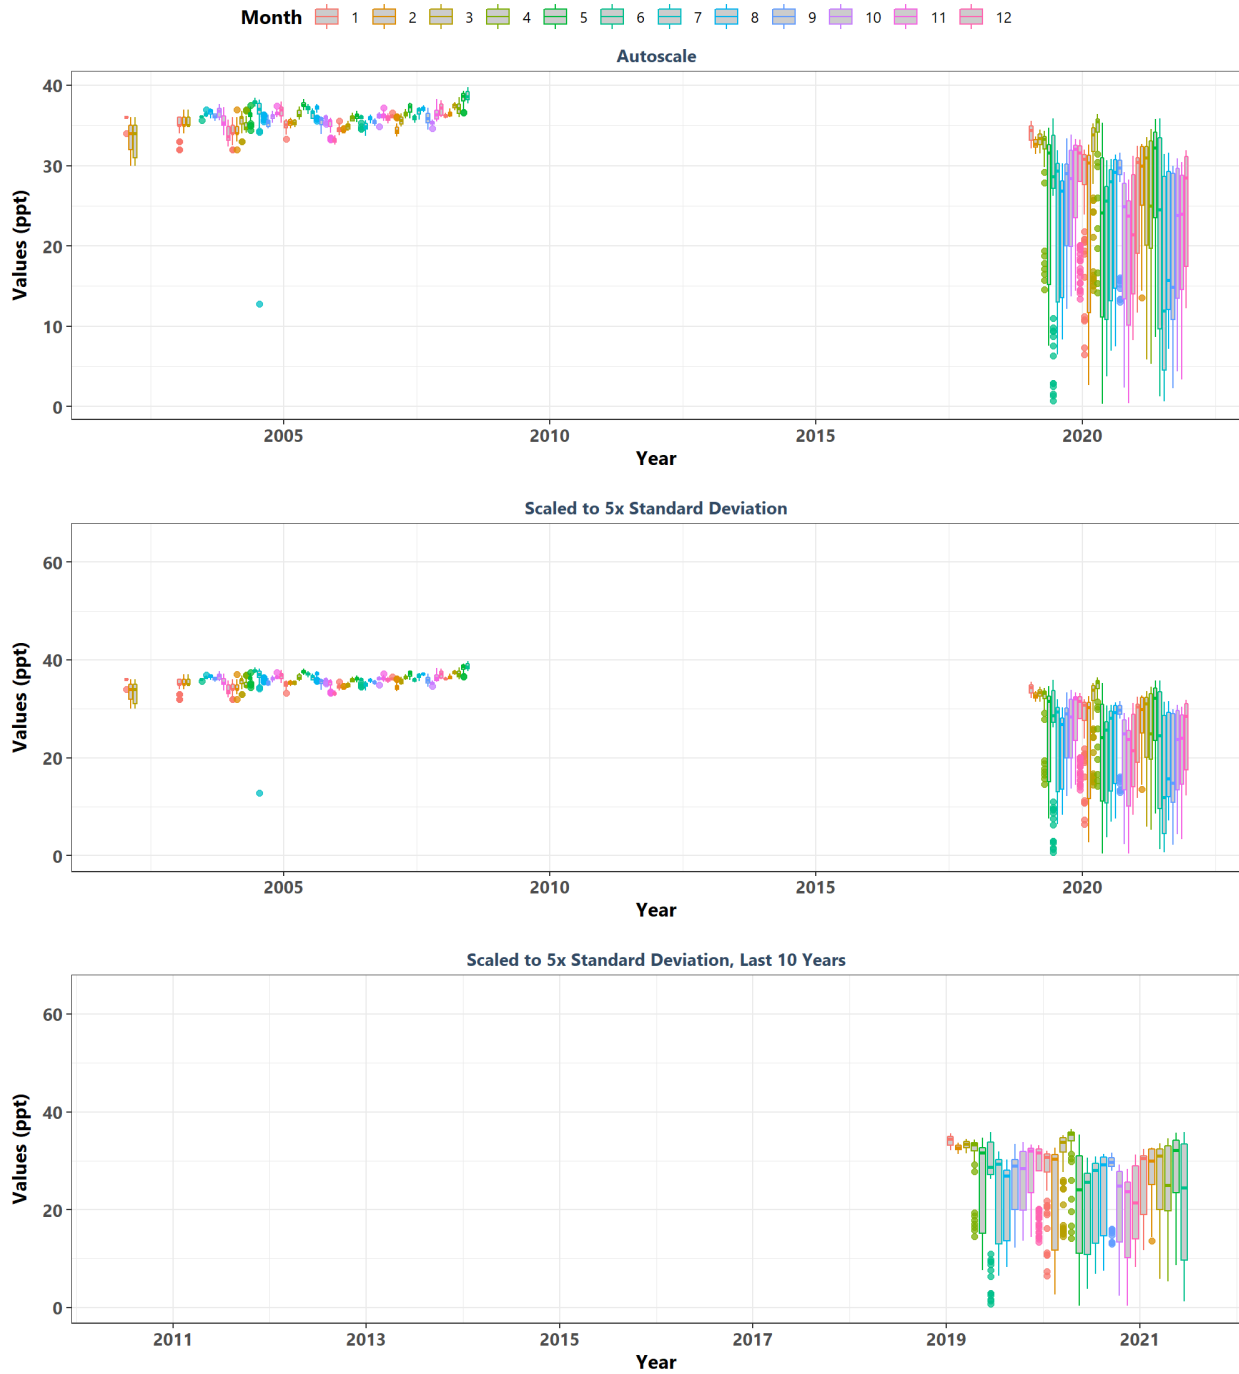 Month 1 2 3 4 5 6 7 8 9 10 11 12
Autoscale
40
30
20
10
0
Values (ppt)
2005 2010 2015 2020
Year
Scaled to 5x Standard Deviation
60
40
20
0
Values (ppt)
2005 2010 2015 2020
Year
Scaled to 5x Standard Deviation, Last 10 Years
60
40
20
0
Values (ppt)
2011 2013 2015 2017 2019 2021
Year